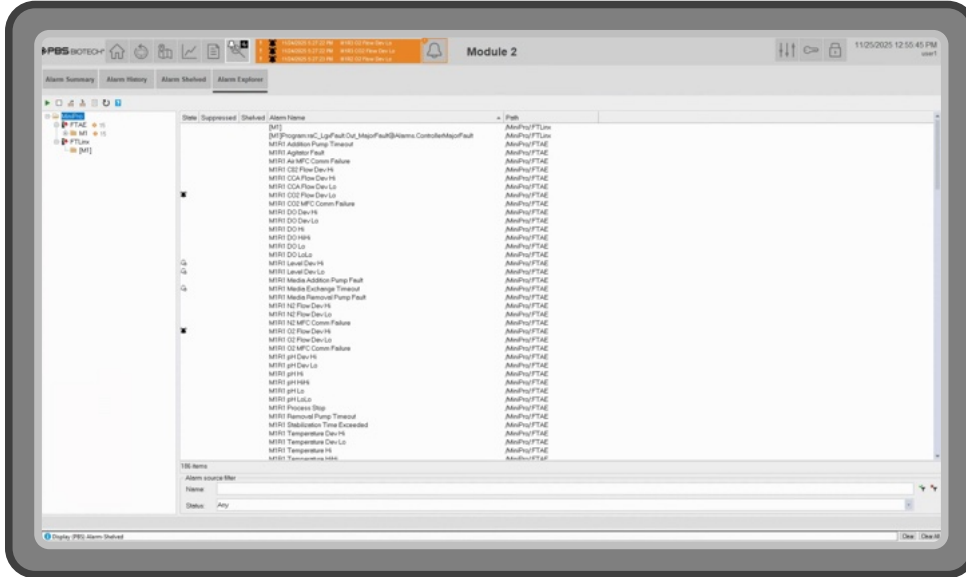 PBS BIOTECH
Module 2
11/25/2025 12:55:45 PM
user1
Alarm Summary Alarm History Alarm Shelved Alarm Explorer
MiniPro
FTAE 15
M1 15
FTLinx
[M1]
State Suppressed Shelved Alarm Name Path
[M1] /MiniPro/FTLinx
/MiniPro/FTLinx
M1R1 Addition Pump Timeout /MiniPro/FTAE
M1R1 Agitator Fault /MiniPro/FTAE
M1R1 Air MFC Comm Failure /MiniPro/FTAE
M1R1 C02 Flow Dev Hi /MiniPro/FTAE
M1R1 CCA Flow Dev Hi /MiniPro/FTAE
M1R1 CCA Flow Dev Lo /MiniPro/FTAE
M1R1 CO2 Flow Dev Lo /MiniPro/FTAE
M1R1 CO2 MFC Comm Failure /MiniPro/FTAE
M1R1 DO Dev Hi /MiniPro/FTAE
M1R1 DO Dev Lo /MiniPro/FTAE
M1R1 DO Hi /MiniPro/FTAE
M1R1 DO HiHi /MiniPro/FTAE
M1R1 DO Lo /MiniPro/FTAE
M1R1 DO LoLo /MiniPro/FTAE
M1R1 Level Dev Hi /MiniPro/FTAE
M1R1 Level Dev Lo /MiniPro/FTAE
M1R1 Media Addition Pump Fault /MiniPro/FTAE
M1R1 Media Exchange Timeout /MiniPro/FTAE
M1R1 Media Removal Pump Fault /MiniPro/FTAE
M1R1 N2 Flow Dev Hi /MiniPro/FTAE
M1R1 N2 Flow Dev Lo /MiniPro/FTAE
M1R1 N2 MFC Comm Failure /MiniPro/FTAE
M1R1 O2 Flow Dev Hi /MiniPro/FTAE
M1R1 O2 Flow Dev Lo /MiniPro/FTAE
M1R1 O2 MFC Comm Failure /MiniPro/FTAE
M1R1 pH Dev Hi /MiniPro/FTAE
M1R1 pH Dev Lo /MiniPro/FTAE
M1R1 pH Hi /MiniPro/FTAE
M1R1 pH HiHi /MiniPro/FTAE
M1R1 pH Lo /MiniPro/FTAE
M1R1 pH LoLo /MiniPro/FTAE
M1R1 Process Stop /MiniPro/FTAE
M1R1 Removal Pump Timeout /MiniPro/FTAE
M1R1 Stabilization Time Exceeded /MiniPro/FTAE
M1R1 Temperature Dev Hi /MiniPro/FTAE
M1R1 Temperature Dev Lo /MiniPro/FTAE
M1R1 Temperature Hi /MiniPro/FTAE
M1R1 Temperature HiHi /MiniPro/FTAE
186 items
Alarm source filter
Name:
Status: Any
Display (PBS) Alarm-Shelved Clear Clear All